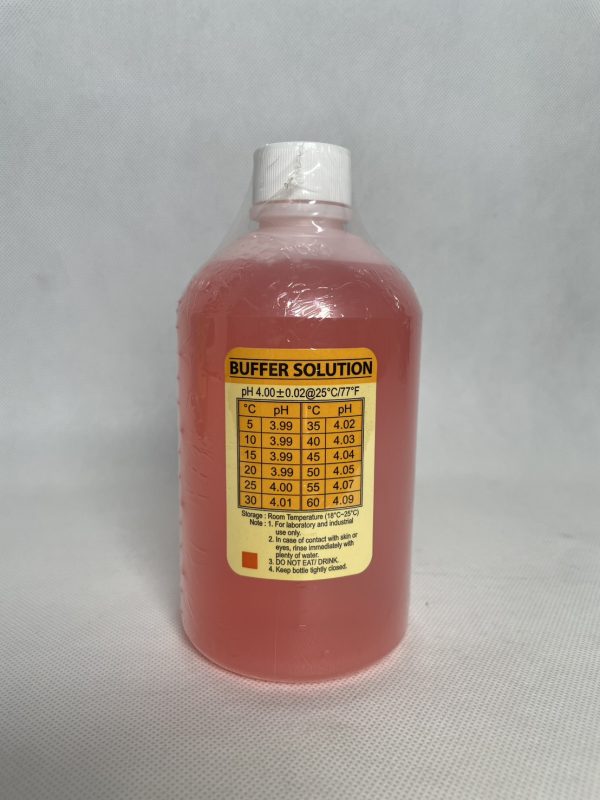 BUFFER SOLUTION
pH 4.00±0.02@25°C/77°F
°C pH °C pH
5 3.99 35 4.02
10 3.99 40 4.03
15 3.99 45 4.04
20 3.99 50 4.05
25 4.00 55 4.07
30 4.01 60 4.09
Storage : Room Temperature (18°C~25°C)
Note : 1. For laboratory and industrial
use only.
2. In case of contact with skin or
eyes, rinse immediately with
plenty of water.
3. DO NOT EAT/ DRINK.
4. Keep bottle tightly closed.